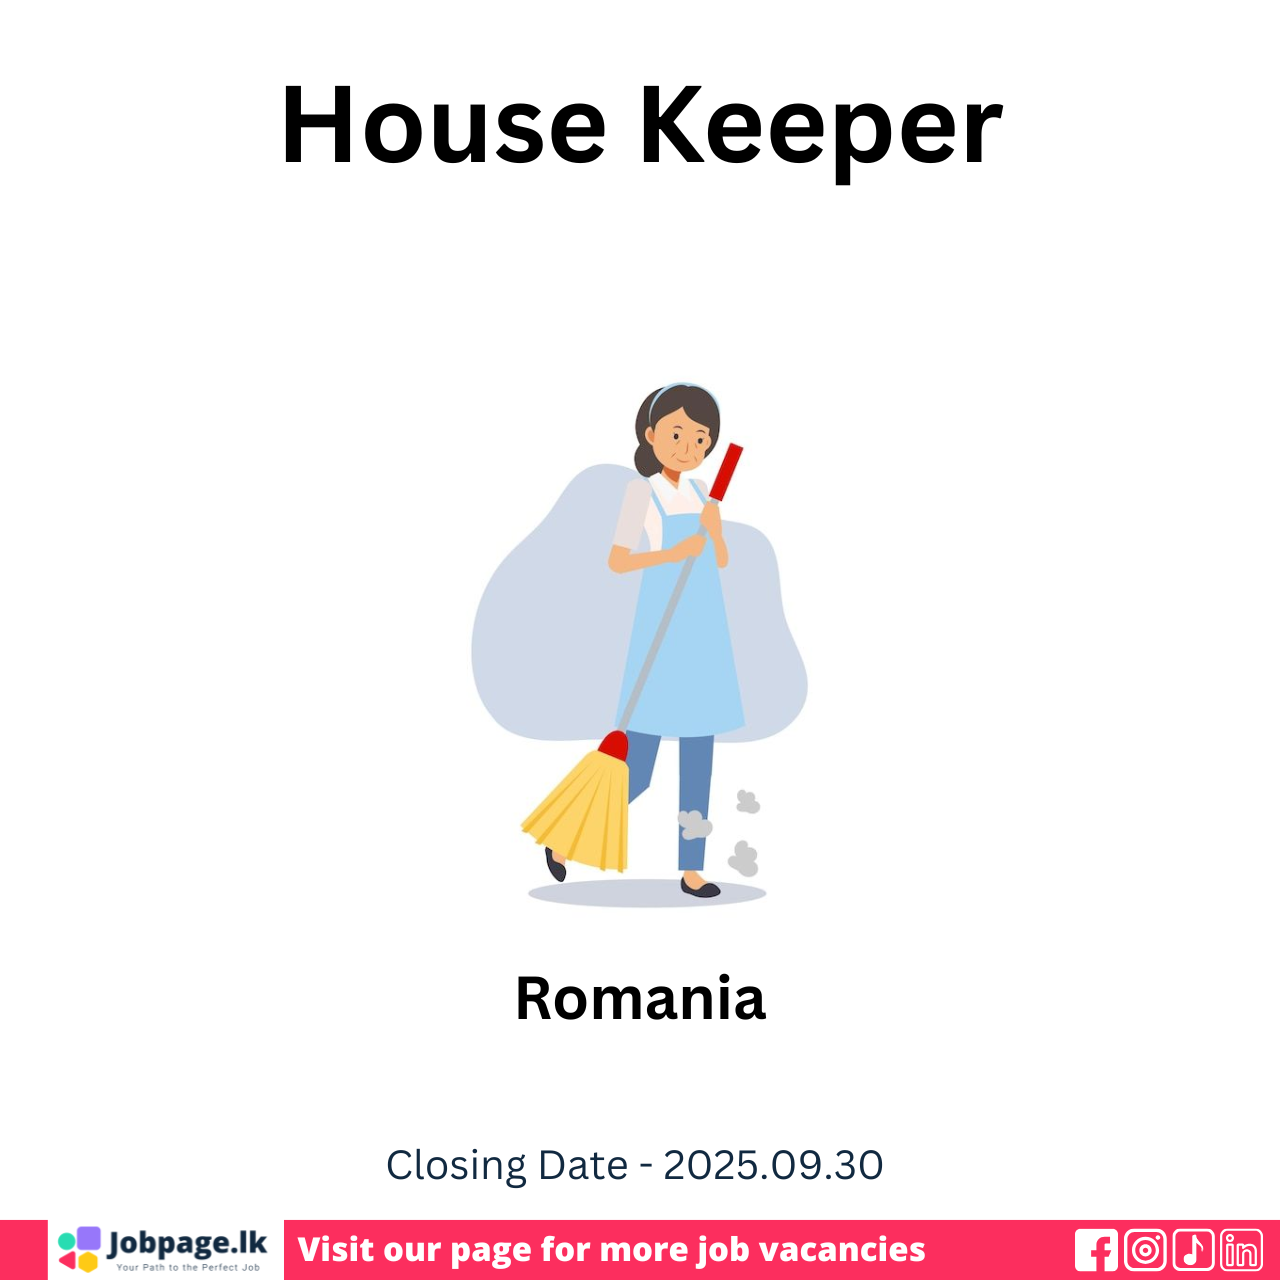 House Keeper
Romania
Closing Date - 2025.09.30
Jobpage.lk
Your Path to the Perfect Job
Visit our page for more job vacancies
in